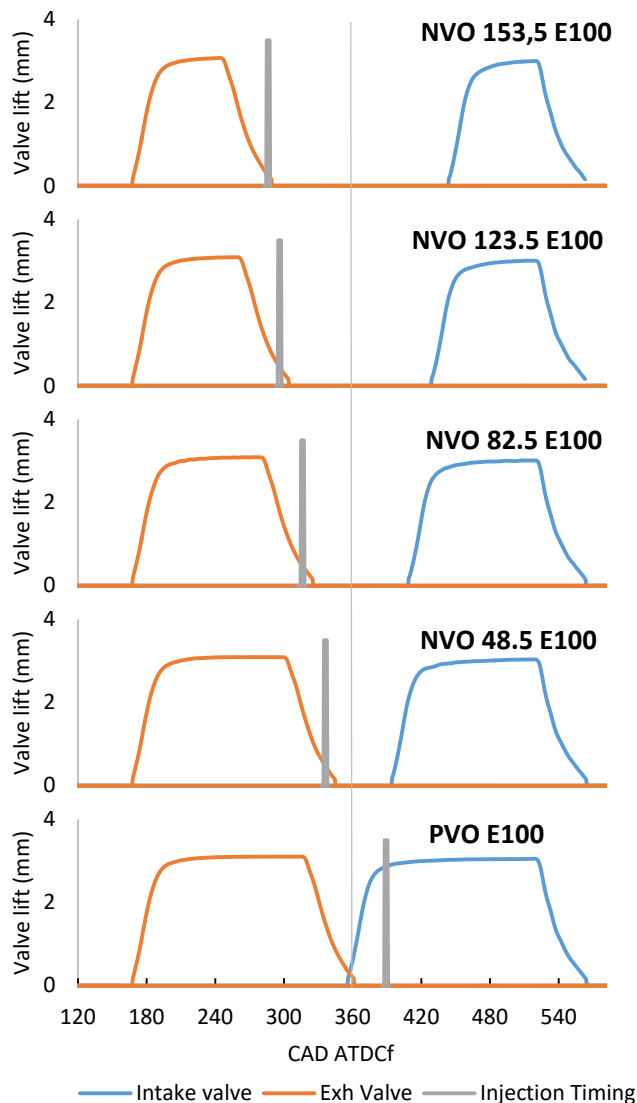 NVO 153,5 E100
Valve lift (mm)
4
2
0
NVO 123.5 E100
Valve lift (mm)
4
2
0
NVO 82.5 E100
Valve lift (mm)
4
2
0
NVO 48.5 E100
Valve lift (mm)
4
2
0
PVO E100
Valve lift (mm)
4
2
0
120 180 240 300 360 420 480 540
CAD ATDCf
Intake valve Exh Valve Injection Timing